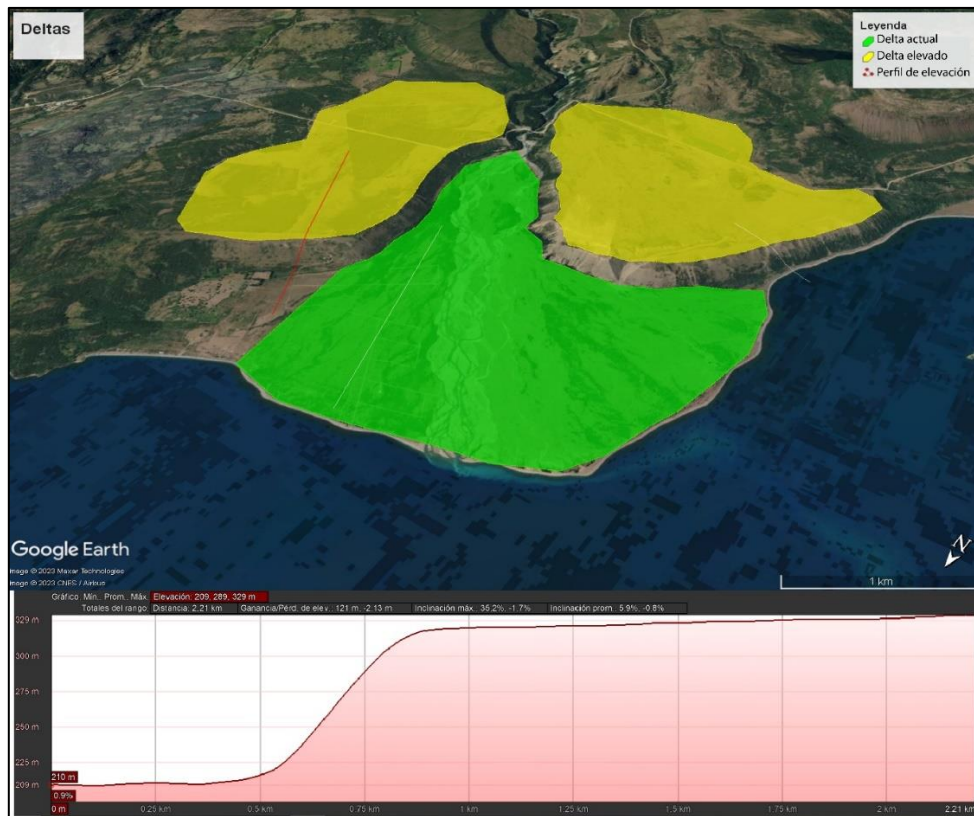 Deltas
Leyenda
Delta actual
Delta elevado
Perfil de elevación
Google Earth
Image © 2023 Maxar Technologies
Image © 2023 CNES / Airbus
N
1 km
Gráfico: Mín., Prom., Máx. Elevación: 209, 289, 329 m
Totales del rango: Distancia: 2,21 km Ganancia/Pérd. de elev.: 121 m, -2.13 m Inclinación máx.: 35.2%, -1.7% Inclinación prom.: 5.9%, -0.8%
329 m
300 m
275 m
250 m
225 m
210 m
209 m
0.9%
0 m 0.25 km 0.5 km 0.75 km 1 km 1.25 km 1.5 km 1.75 km 2 km 2.21 km